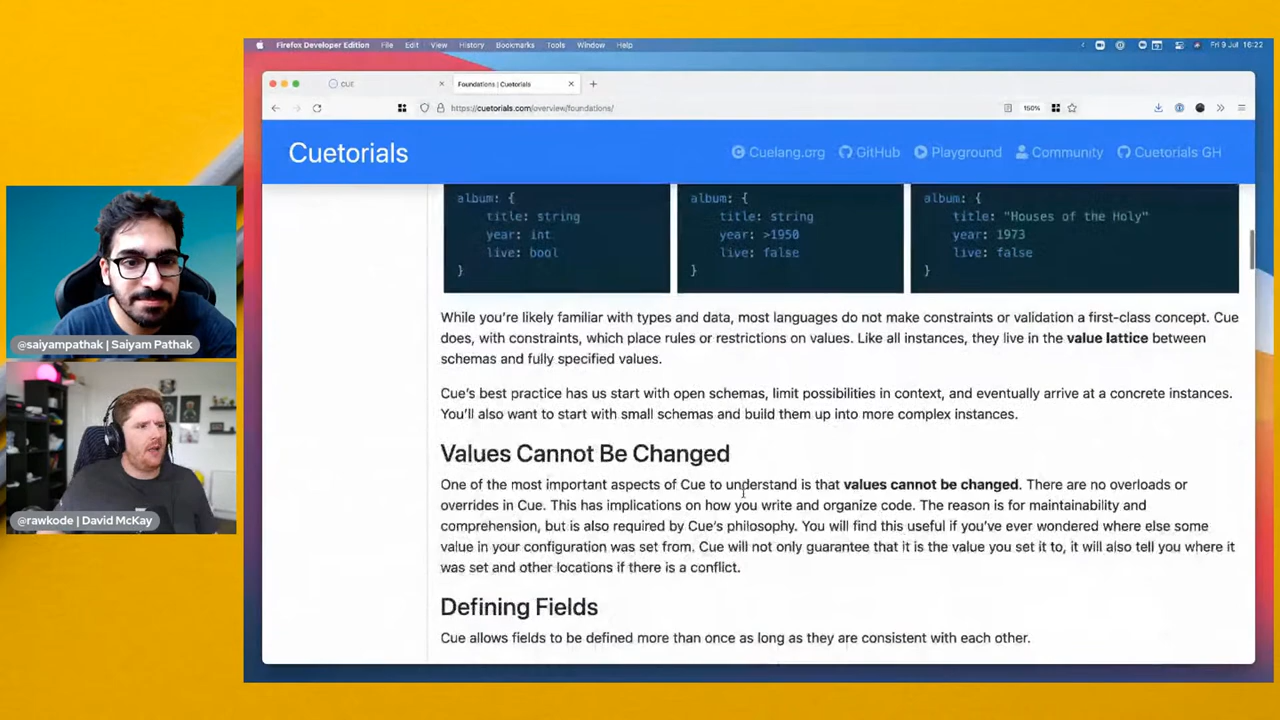 Firefox Developer Edition File Edit View History Bookmarks Tools Window Help Fri 9 Jul 16:22
CUE
Foundations | Cuetorials
https://cuetorials.com/overview/foundations/
150%
Cuetorials
Cuelang.org GitHub Playground Community Cuetorials GH
album: {
title: string
year: int
live: bool
}
album: {
title: string
year: >1950
live: false
}
album: {
title: "Houses of the Holy"
year: 1973
live: false
}
While you're likely familiar with types and data, most languages do not make constraints or validation a first-class concept. Cue
does, with constraints, which place rules or restrictions on values. Like all instances, they live in the value lattice between
schemas and fully specified values.
Cue's best practice has us start with open schemas, limit possibilities in context, and eventually arrive at a concrete instances.
You'll also want to start with small schemas and build them up into more complex instances.
Values Cannot Be Changed
One of the most important aspects of Cue to understand is that values cannot be changed. There are no overloads or
overrides in Cue. This has implications on how you write and organize code. The reason is for maintainability and
comprehension, but is also required by Cue's philosophy. You will find this useful if you've ever wondered where else some
value in your configuration was set from. Cue will not only guarantee that it is the value you set it to, it will also tell you where it
was set and other locations if there is a conflict.
Defining Fields
Cue allows fields to be defined more than once as long as they are consistent with each other.
@saiyampathak | Saiyam Pathak
@rawkode | David McKay